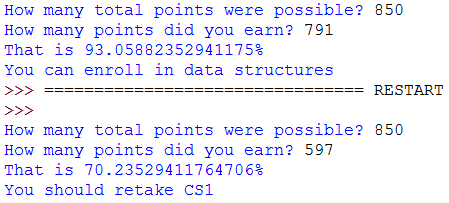 How many total points were possible? 850
How many points did you earn? 791
That is 93.05882352941175%
You can enroll in data structures
>>> ================================ RESTART
>>>
How many total points were possible? 850
How many points did you earn? 597
That is 70.23529411764706%
You should retake CS1